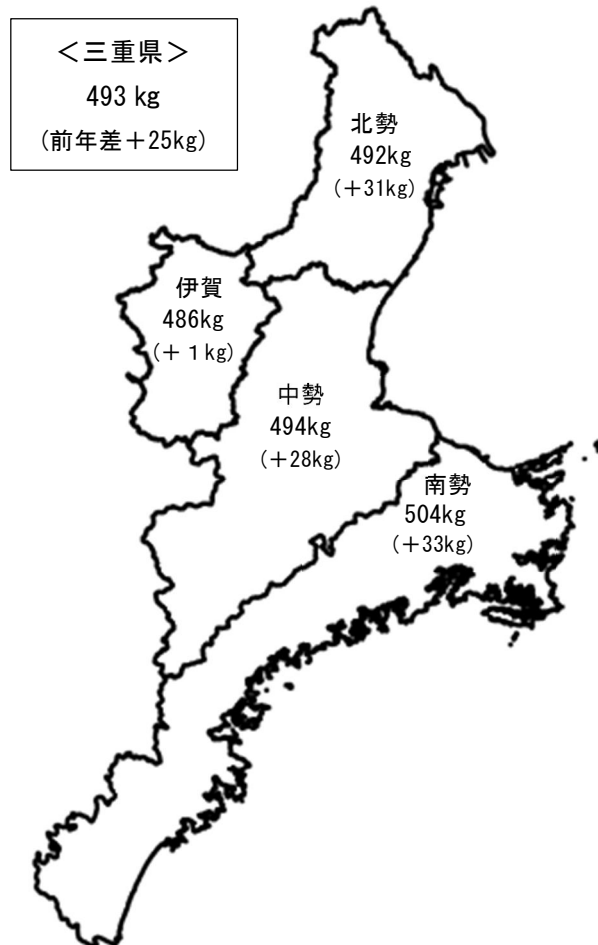 ＜三重県＞
493 kg
(前年差＋25kg)
北勢
492kg
(＋31kg)
伊賀
486kg
(＋１kg)
中勢
494kg
(＋28kg)
南勢
504kg
(＋33kg)